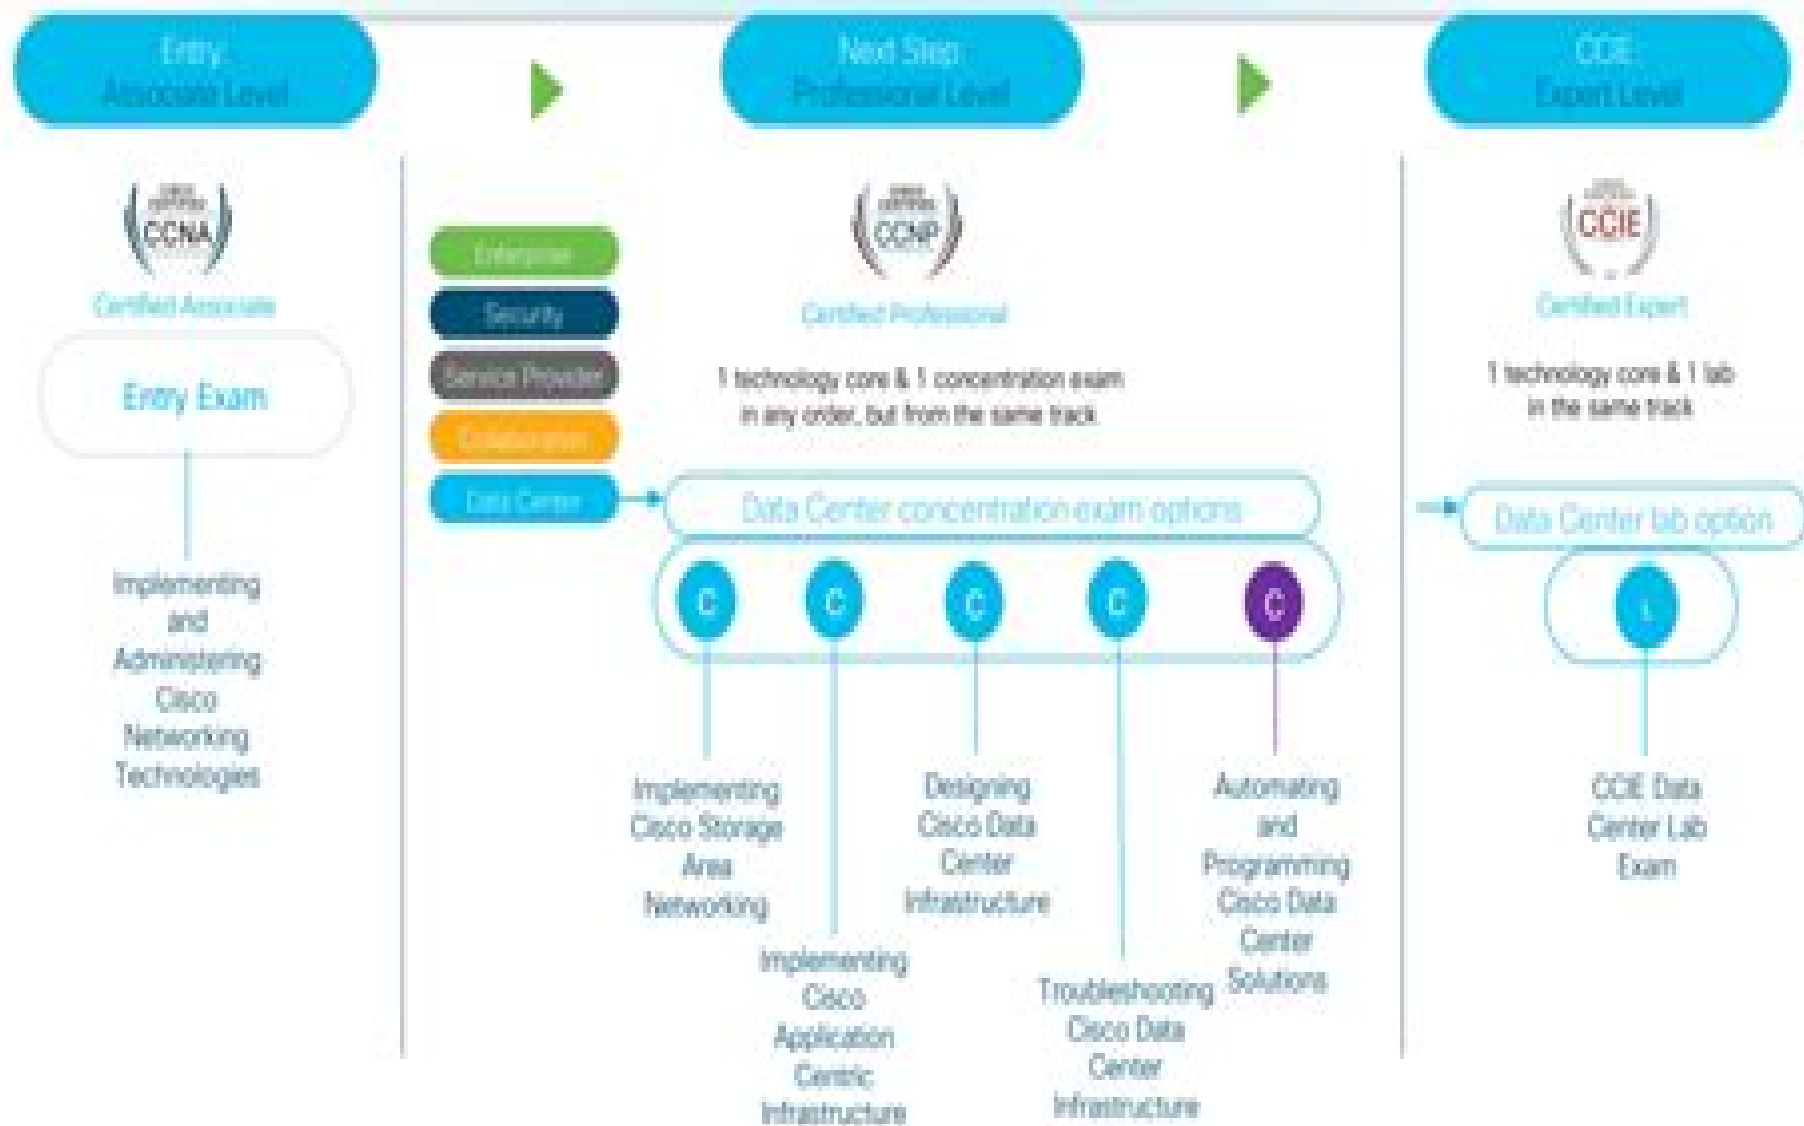 Entry:
Associate Level
Next Step:
Professional Level
CCIE:
Expert Level
CISCO
CERTIFIED
CCNA
Certified Associate
Entry Exam
Implementing
and
Administering
Cisco
Networking
Technologies
Enterprise
Security
Service Provider
Collaboration
Data Center
CISCO
CERTIFIED
CCNP
Certified Professional
1 technology core & 1 concentration exam
in any order, but from the same track
Data Center concentration exam options
C
C
C
C
C
Implementing
Cisco Storage
Area
Networking
Implementing
Cisco
Application
Centric
Infrastructure
Designing
Cisco Data
Center
Infrastructure
Troubleshooting
Cisco Data
Center
Infrastructure
Automating
and
Programming
Cisco Data
Center
Solutions
CCIE
Certified Expert
1 technology core & 1 lab
in the same track
Data Center lab option
L
CCIE Data
Center Lab
Exam